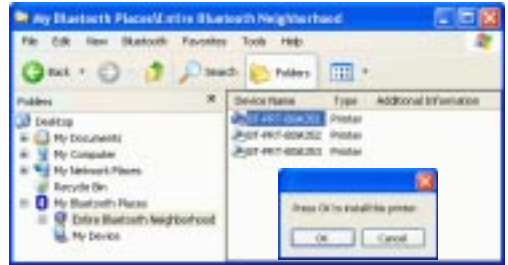 My Bluetooth Places\Entire Bluetooth Neighborhood
File Edit View Bluetooth Favorites Tools Help
Back Search Folders
Folders
Device Name Type Additional Information
Desktop
My Documents
My Computer
My Network Places
Recycle Bin
My Bluetooth Places
Entire Bluetooth Neighborhood
My Device
Printer
Printer
Printer
Press OK to install this printer.
OK Cancel